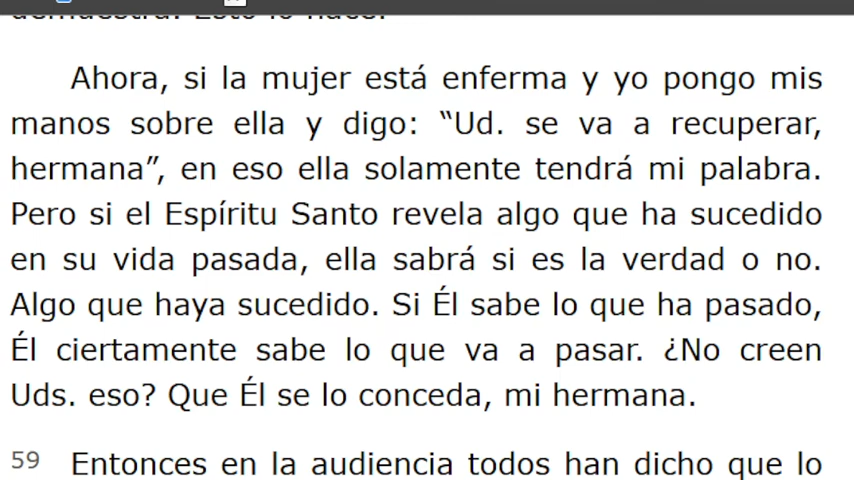 demuestra. Esto lo hace.
Ahora, si la mujer está enferma y yo pongo mis
manos sobre ella y digo: “Ud. se va a recuperar,
hermana”, en eso ella solamente tendrá mi palabra.
Pero si el Espíritu Santo revela algo que ha sucedido
en su vida pasada, ella sabrá si es la verdad o no.
Algo que haya sucedido. Si Él sabe lo que ha pasado,
Él ciertamente sabe lo que va a pasar. ¿No creen
Uds. eso? Que Él se lo conceda, mi hermana.
59 Entonces en la audiencia todos han dicho que lo